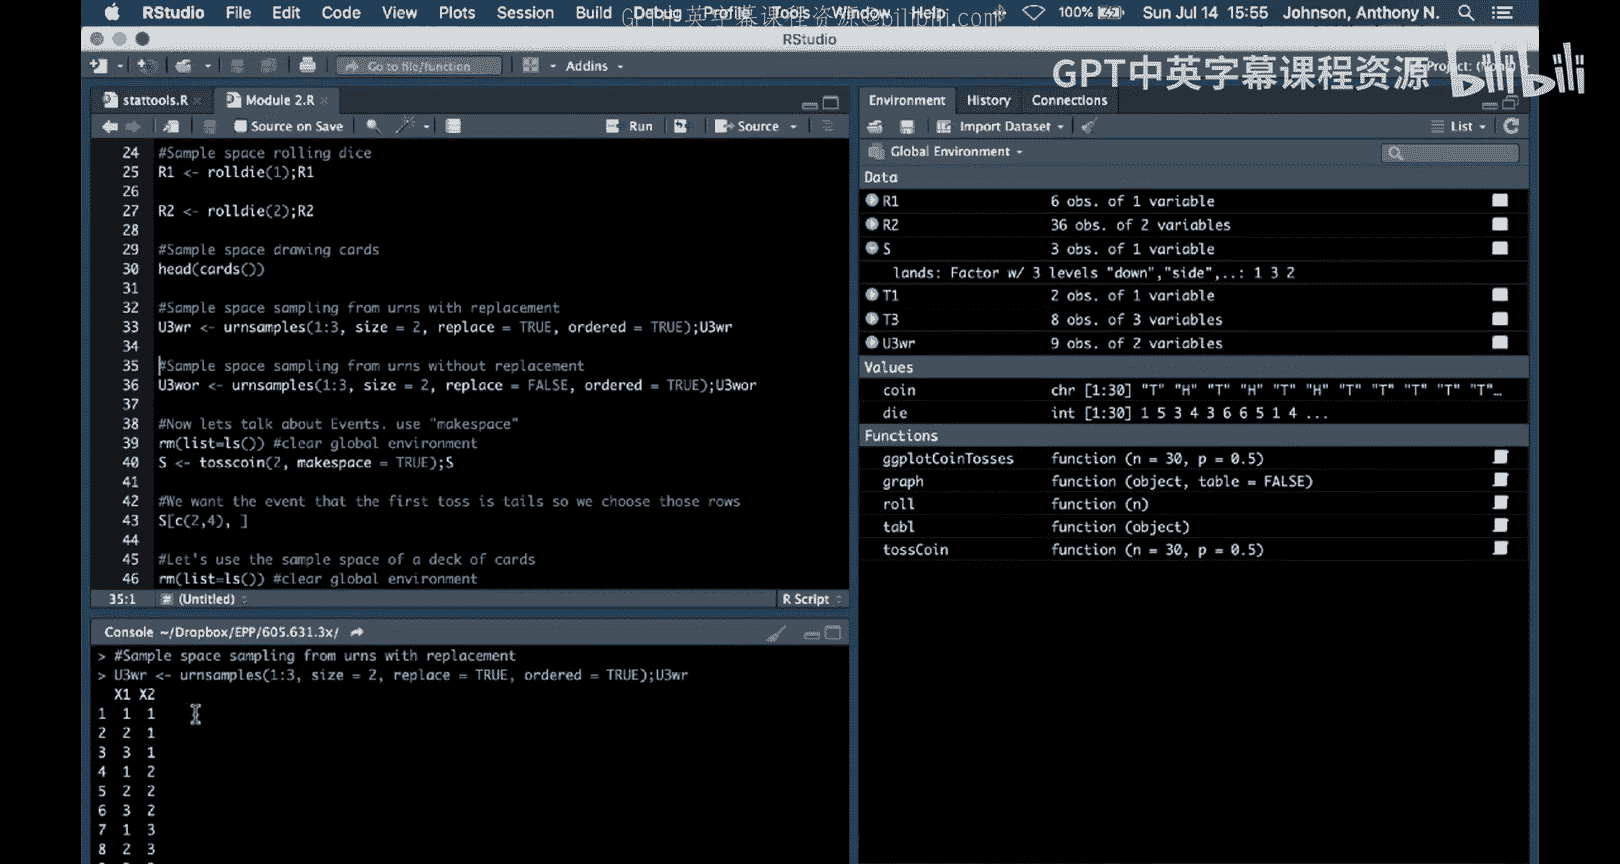 RStudio File Edit Code View Plots Session Build Debug Profile Tools Window Help 100% Sun Jul 14 15:55 Johnson, Anthony N.
GPT中英字幕课程资源@bilibili.com
RStudio
Go to file/function Addins Project: (None)
GPT中英字幕课程资源 bilibili
stattools.R Module 2.R
Source on Save Run Source
24 #Sample space rolling dice
25 R1 <- rolldie(1);R1
26
27 R2 <- rolldie(2);R2
28
29 #Sample space drawing cards
30 head(cards())
31
32 #Sample space sampling from urns with replacement
33 U3wr <- urnsamples(1:3, size = 2, replace = TRUE, ordered = TRUE);U3wr
34
35 #Sample space sampling from urns without replacement
36 U3wor <- urnsamples(1:3, size = 2, replace = FALSE, ordered = TRUE);U3wor
37
38 #Now lets talk about Events. use "makespace"
39 rm(list=ls()) #clear global environment
40 S <- tosscoin(2, makespace = TRUE);S
41
42 #We want the event that the first toss is tails so we choose those rows
43 S[c(2,4), ]
44
45 #Let's use the sample space of a deck of cards
46 rm(list=ls()) #clear global environment
35:1 # (Untitled) R Script
Console ~/Dropbox/EPP/605.631.3x/
> #Sample space sampling from urns with replacement
> U3wr <- urnsamples(1:3, size = 2, replace = TRUE, ordered = TRUE);U3wr
X1 X2
1 1 1
2 2 1
3 3 1
4 1 2
5 2 2
6 3 2
7 1 3
8 2 3
Environment History Connections
Import Dataset List
Global Environment
Data
R1 6 obs. of 1 variable
R2 36 obs. of 2 variables
S 3 obs. of 1 variable
lands: Factor w/ 3 levels "down","side",..: 1 3 2
T1 2 obs. of 1 variable
T3 8 obs. of 3 variables
U3wr 9 obs. of 2 variables
Values
coin chr [1:30] "T" "H" "T" "H" "T" "H" "T" "T" "T" "T" "T"…
die int [1:30] 1 5 3 4 3 6 6 5 1 4 ...
Functions
ggplotCoinTosses function (n = 30, p = 0.5)
graph function (object, table = FALSE)
roll function (n)
tabl function (object)
tossCoin function (n = 30, p = 0.5)